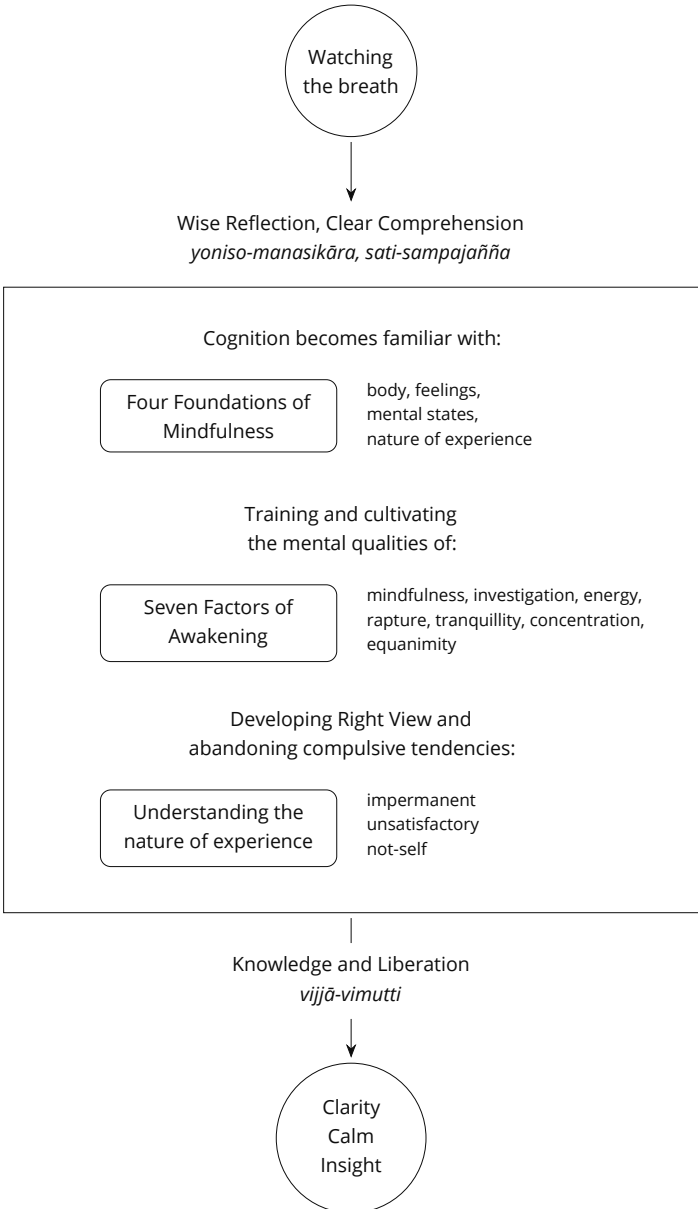 Watching
the breath
Wise Reflection, Clear Comprehension
yoniso-manasikāra, sati-sampajañña
Cognition becomes familiar with:
Four Foundations of
Mindfulness
body, feelings,
mental states,
nature of experience
Training and cultivating
the mental qualities of:
Seven Factors of
Awakening
mindfulness, investigation, energy,
rapture, tranquillity, concentration,
equanimity
Developing Right View and
abandoning compulsive tendencies:
Understanding the
nature of experience
impermanent
unsatisfactory
not-self
Knowledge and Liberation
vijjā-vimutti
Clarity
Calm
Insight